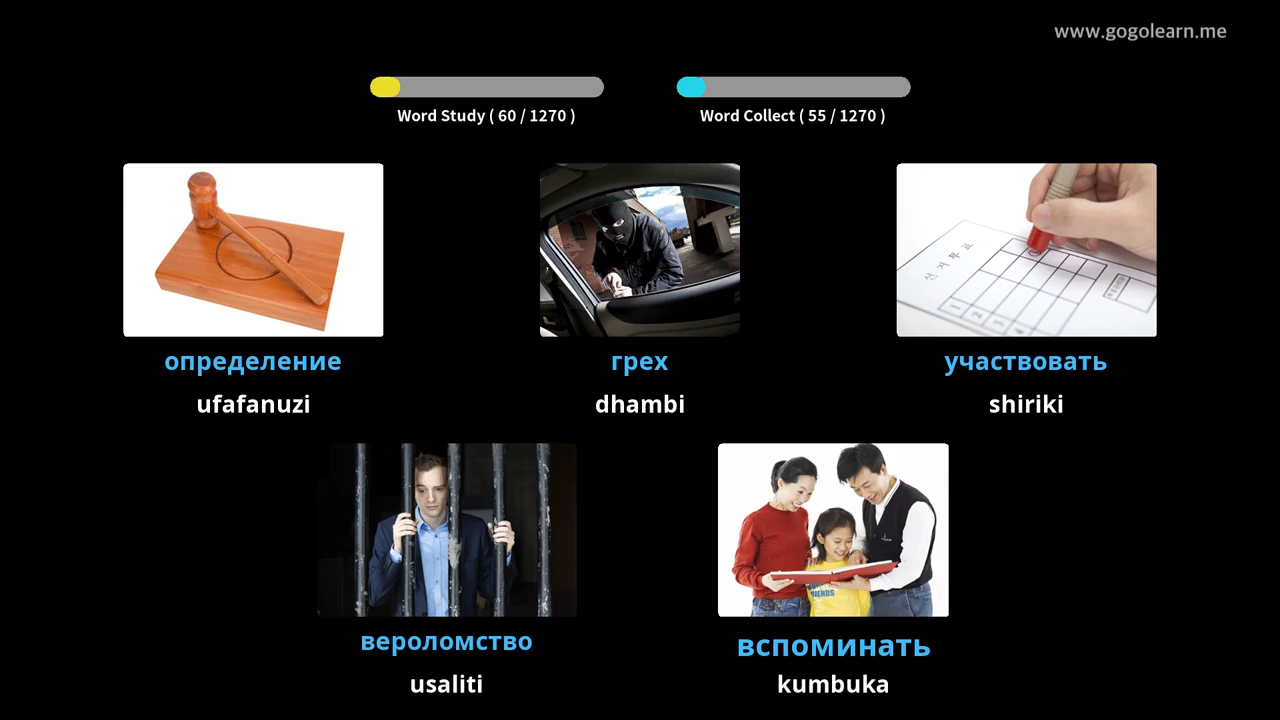 www.gogolearn.me
Word Study ( 60 / 1270 )
Word Collect ( 55 / 1270 )
определение
грех
участвовать
ufafanuzi
dhambi
shiriki
вероломство
вспоминать
usaliti
kumbuka